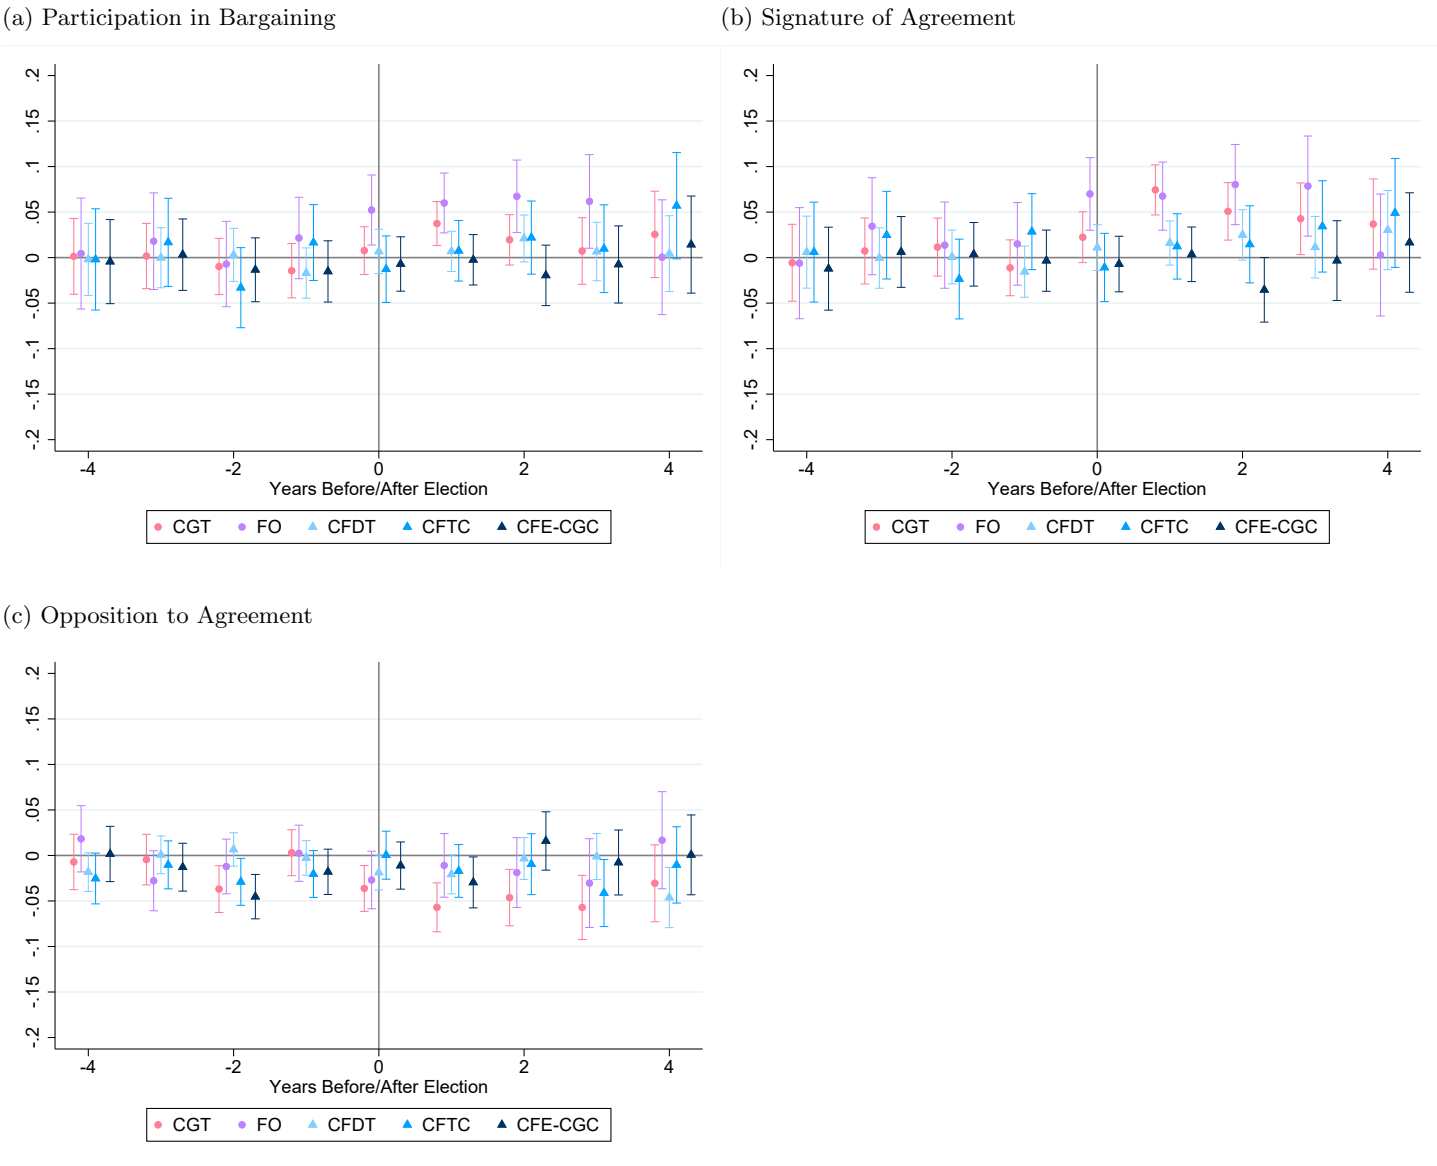 (a) Participation in Bargaining
.2
.15
.1
.05
0
-.05
-.1
-.15
-.2
-4 -2 0 2 4
Years Before/After Election
CGT FO CFDT CFTC CFE-CGC
(b) Signature of Agreement
.2
.15
.1
.05
0
-.05
-.1
-.15
-.2
-4 -2 0 2 4
Years Before/After Election
CGT FO CFDT CFTC CFE-CGC
(c) Opposition to Agreement
.2
.15
.1
.05
0
-.05
-.1
-.15
-.2
-4 -2 0 2 4
Years Before/After Election
CGT FO CFDT CFTC CFE-CGC